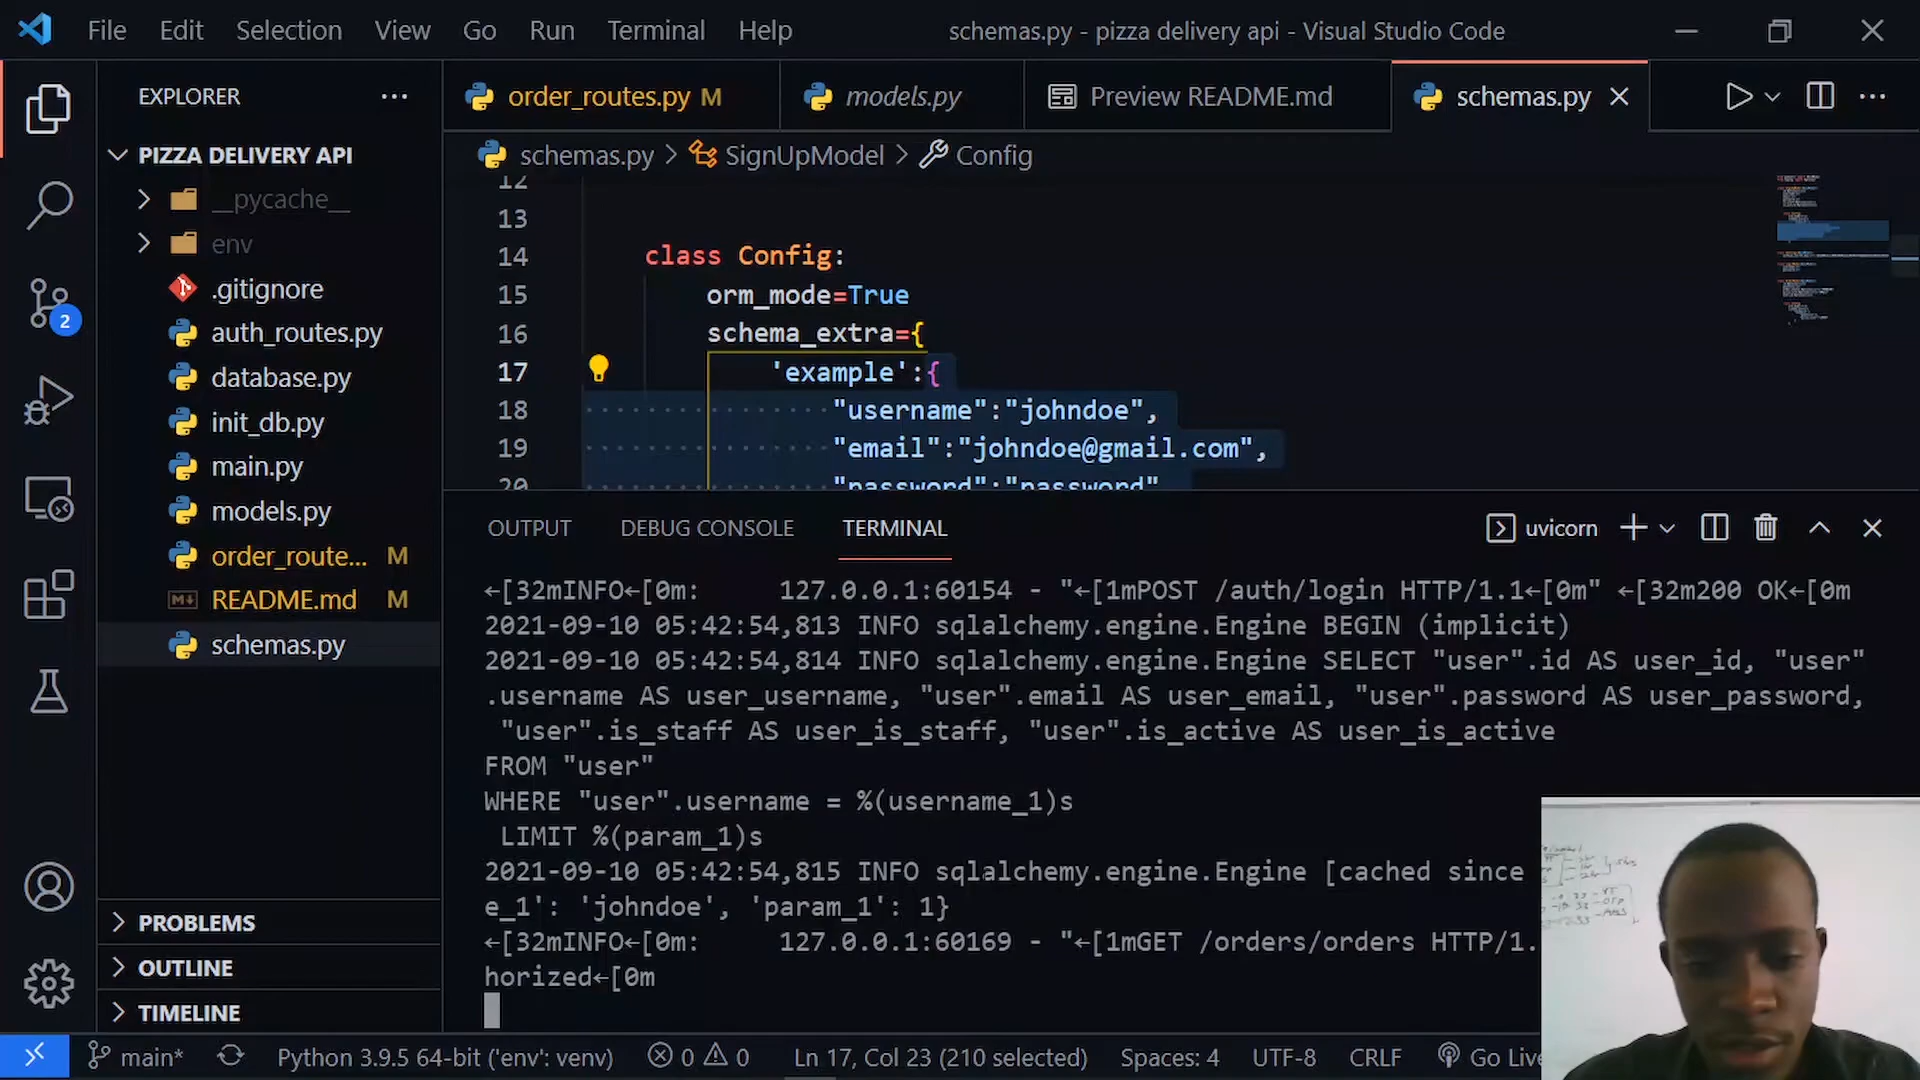 File Edit Selection View Go Run Terminal Help schemas.py - pizza delivery api - Visual Studio Code
EXPLORER
order_routes.py M
models.py
Preview README.md
schemas.py
schemas.py > SignUpModel > Config
PIZZA DELIVERY API
__pycache__
env
.gitignore
auth_routes.py
database.py
init_db.py
main.py
models.py
order_route... M
README.md M
schemas.py
2
PROBLEMS
OUTLINE
TIMELINE
12
13
14 class Config:
15 orm_mode=True
16 schema_extra={
17 'example':{
18 "username":"johndoe",
19 "email":"johndoe@gmail.com",
20 "password":"password"
OUTPUT DEBUG CONSOLE TERMINAL
uvicorn
←[32mINFO←[0m: 127.0.0.1:60154 - "←[1mPOST /auth/login HTTP/1.1←[0m" ←[32m200 OK←[0m
2021-09-10 05:42:54,813 INFO sqlalchemy.engine.Engine BEGIN (implicit)
2021-09-10 05:42:54,814 INFO sqlalchemy.engine.Engine SELECT "user".id AS user_id, "user"
.username AS user_username, "user".email AS user_email, "user".password AS user_password,
"user".is_staff AS user_is_staff, "user".is_active AS user_is_active
FROM "user"
WHERE "user".username = %(username_1)s
LIMIT %(param_1)s
2021-09-10 05:42:54,815 INFO sqlalchemy.engine.Engine [cached since
e_1': 'johndoe', 'param_1': 1}
←[32mINFO←[0m: 127.0.0.1:60169 - "←[1mGET /orders/orders HTTP/1.
horized←[0m
main* Python 3.9.5 64-bit ('env': venv) 0 0 Ln 17, Col 23 (210 selected) Spaces: 4 UTF-8 CRLF Go Live